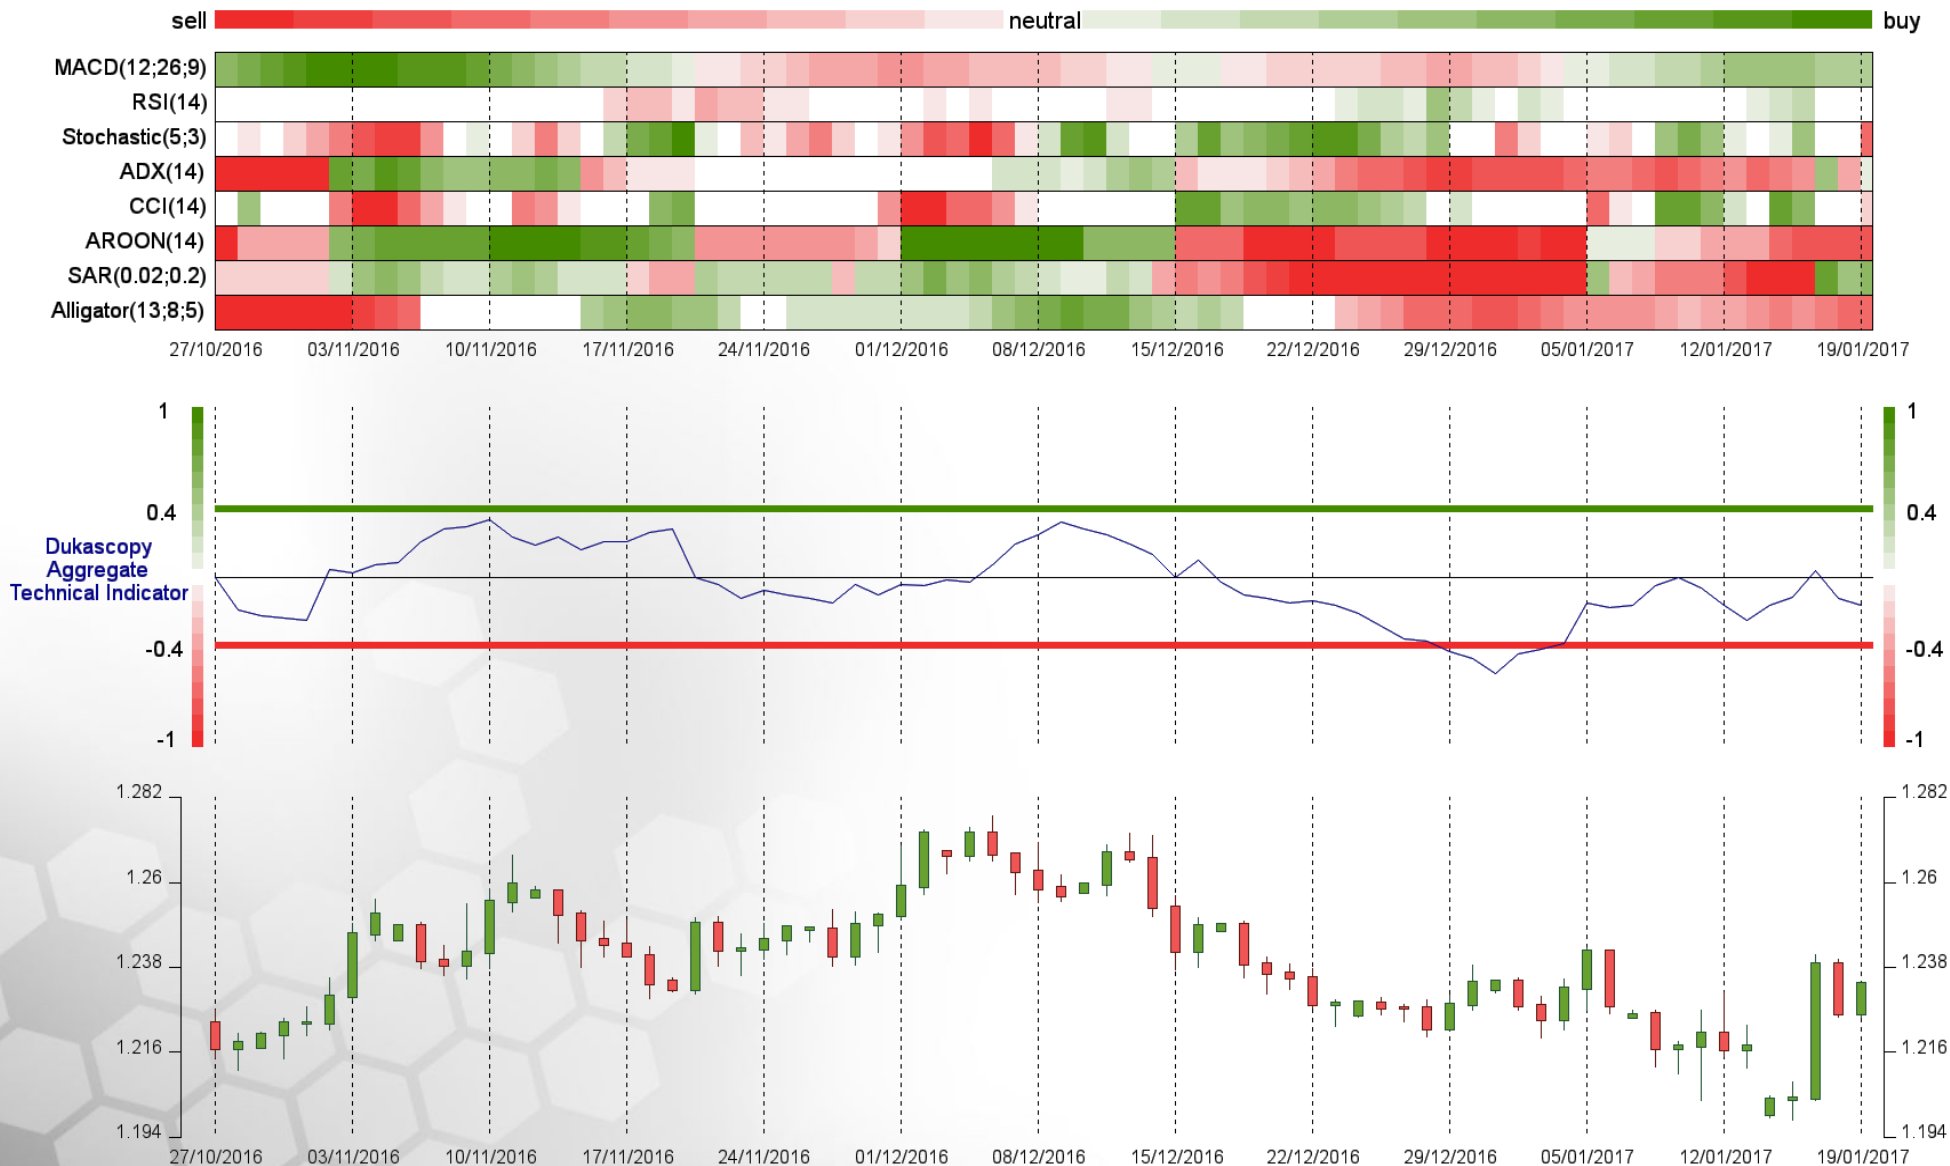 sell neutral buy
MACD(12;26;9)
RSI(14)
Stochastic(5;3)
ADX(14)
CCI(14)
AROON(14)
SAR(0.02;0.2)
Alligator(13;8;5)
27/10/2016 03/11/2016 10/11/2016 17/11/2016 24/11/2016 01/12/2016 08/12/2016 15/12/2016 22/12/2016 29/12/2016 05/01/2017 12/01/2017 19/01/2017
1 1
0.4 0.4
Dukascopy
Aggregate
Technical Indicator
-0.4 -0.4
-1 -1
1.282 1.282
1.26 1.26
1.238 1.238
1.216 1.216
1.194 1.194
27/10/2016 03/11/2016 10/11/2016 17/11/2016 24/11/2016 01/12/2016 08/12/2016 15/12/2016 22/12/2016 29/12/2016 05/01/2017 12/01/2017 19/01/2017